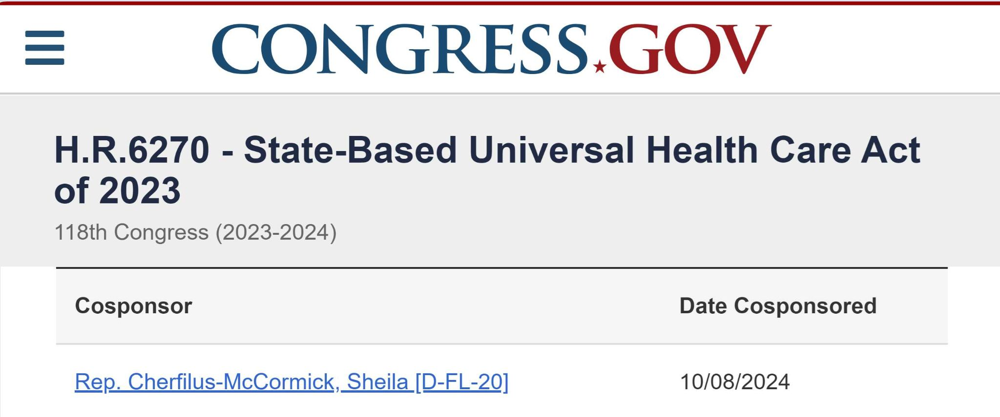 CONGRESS.GOV
H.R.6270 - State-Based Universal Health Care Act
of 2023
118th Congress (2023-2024)
Cosponsor Date Cosponsored
Rep. Cherfilus-McCormick, Sheila [D-FL-20] 10/08/2024